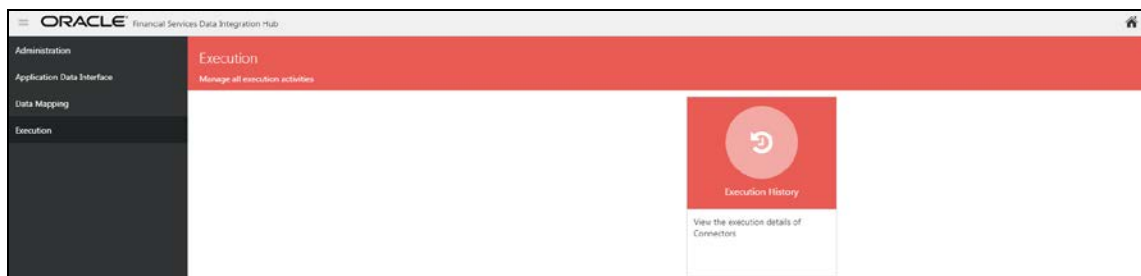 ORACLE Financial Services Data Integration Hub
Administration
Application Data Interface
Data Mapping
Execution
Execution
Manage all execution activities
Execution History
View the execution details of
Connectors